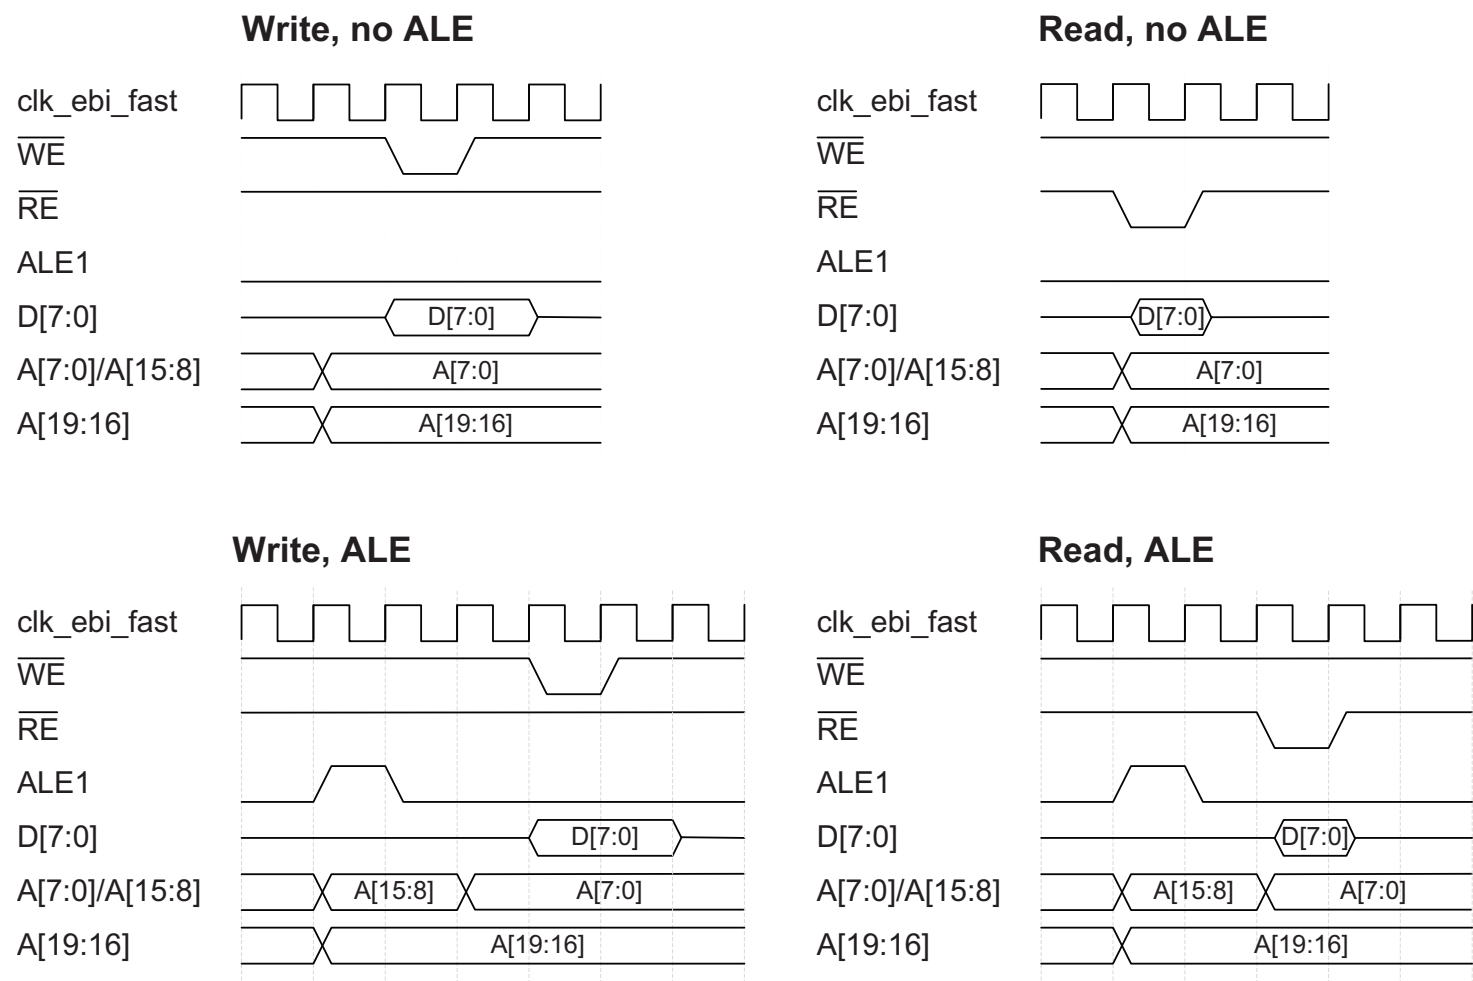 Write, no ALE
clk_ebi_fast
WE
RE
ALE1
D[7:0] D[7:0]
A[7:0]/A[15:8] A[7:0]
A[19:16] A[19:16]
Read, no ALE
clk_ebi_fast
WE
RE
ALE1
D[7:0] D[7:0]
A[7:0]/A[15:8] A[7:0]
A[19:16] A[19:16]
Write, ALE
clk_ebi_fast
WE
RE
ALE1
D[7:0] D[7:0]
A[7:0]/A[15:8] A[15:8] A[7:0]
A[19:16] A[19:16]
Read, ALE
clk_ebi_fast
WE
RE
ALE1
D[7:0] D[7:0]
A[7:0]/A[15:8] A[15:8] A[7:0]
A[19:16] A[19:16]